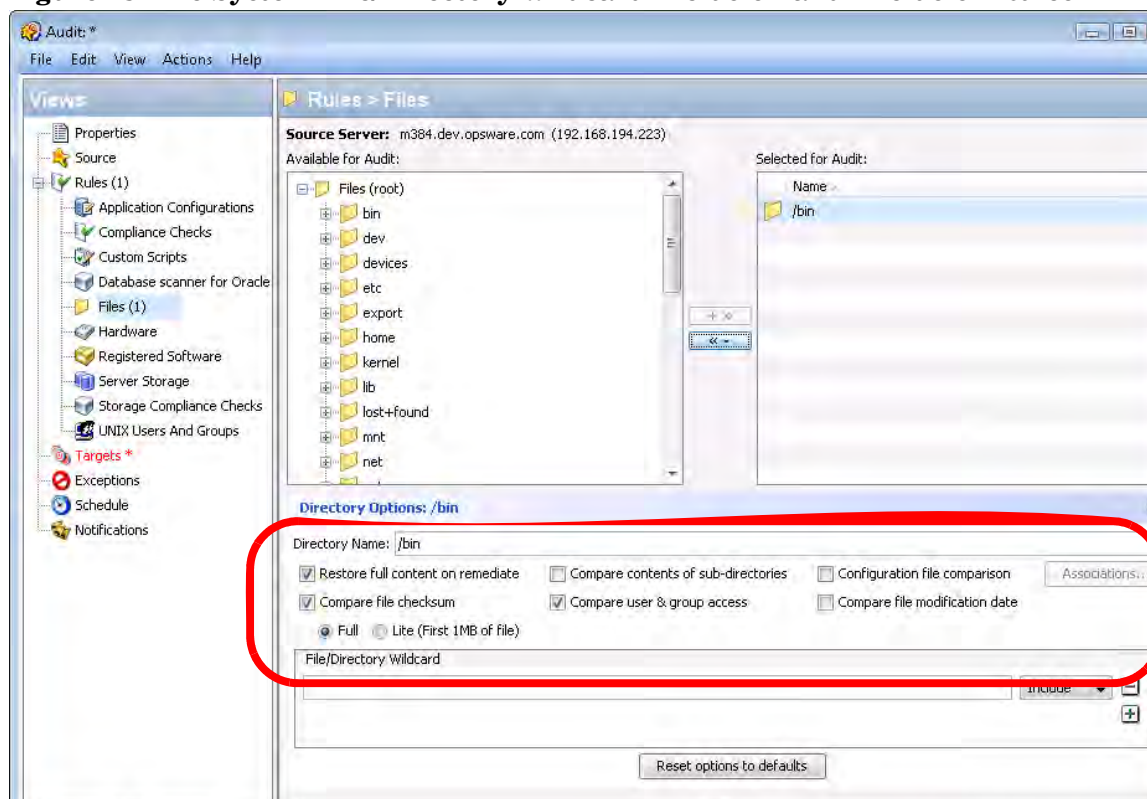 Audit: *
File Edit View Actions Help
Views
Properties
Source
Rules (1)
Application Configurations
Compliance Checks
Custom Scripts
Database scanner for Oracle
Files (1)
Hardware
Registered Software
Server Storage
Storage Compliance Checks
UNIX Users And Groups
Targets *
Exceptions
Schedule
Notifications
Rules > Files
Source Server: m384.dev.opsware.com (192.168.194.223)
Available for Audit:
Files (root)
bin
dev
devices
etc
export
home
kernel
lib
lost+found
mnt
net
+ »
« -
Selected for Audit:
Name
/bin
Directory Options: /bin
Directory Name: /bin
Restore full content on remediate Compare contents of sub-directories Configuration file comparison Associations..
Compare file checksum Compare user & group access Compare file modification date
Full Lite (First 1MB of file)
File/Directory Wildcard
Include
Reset options to defaults